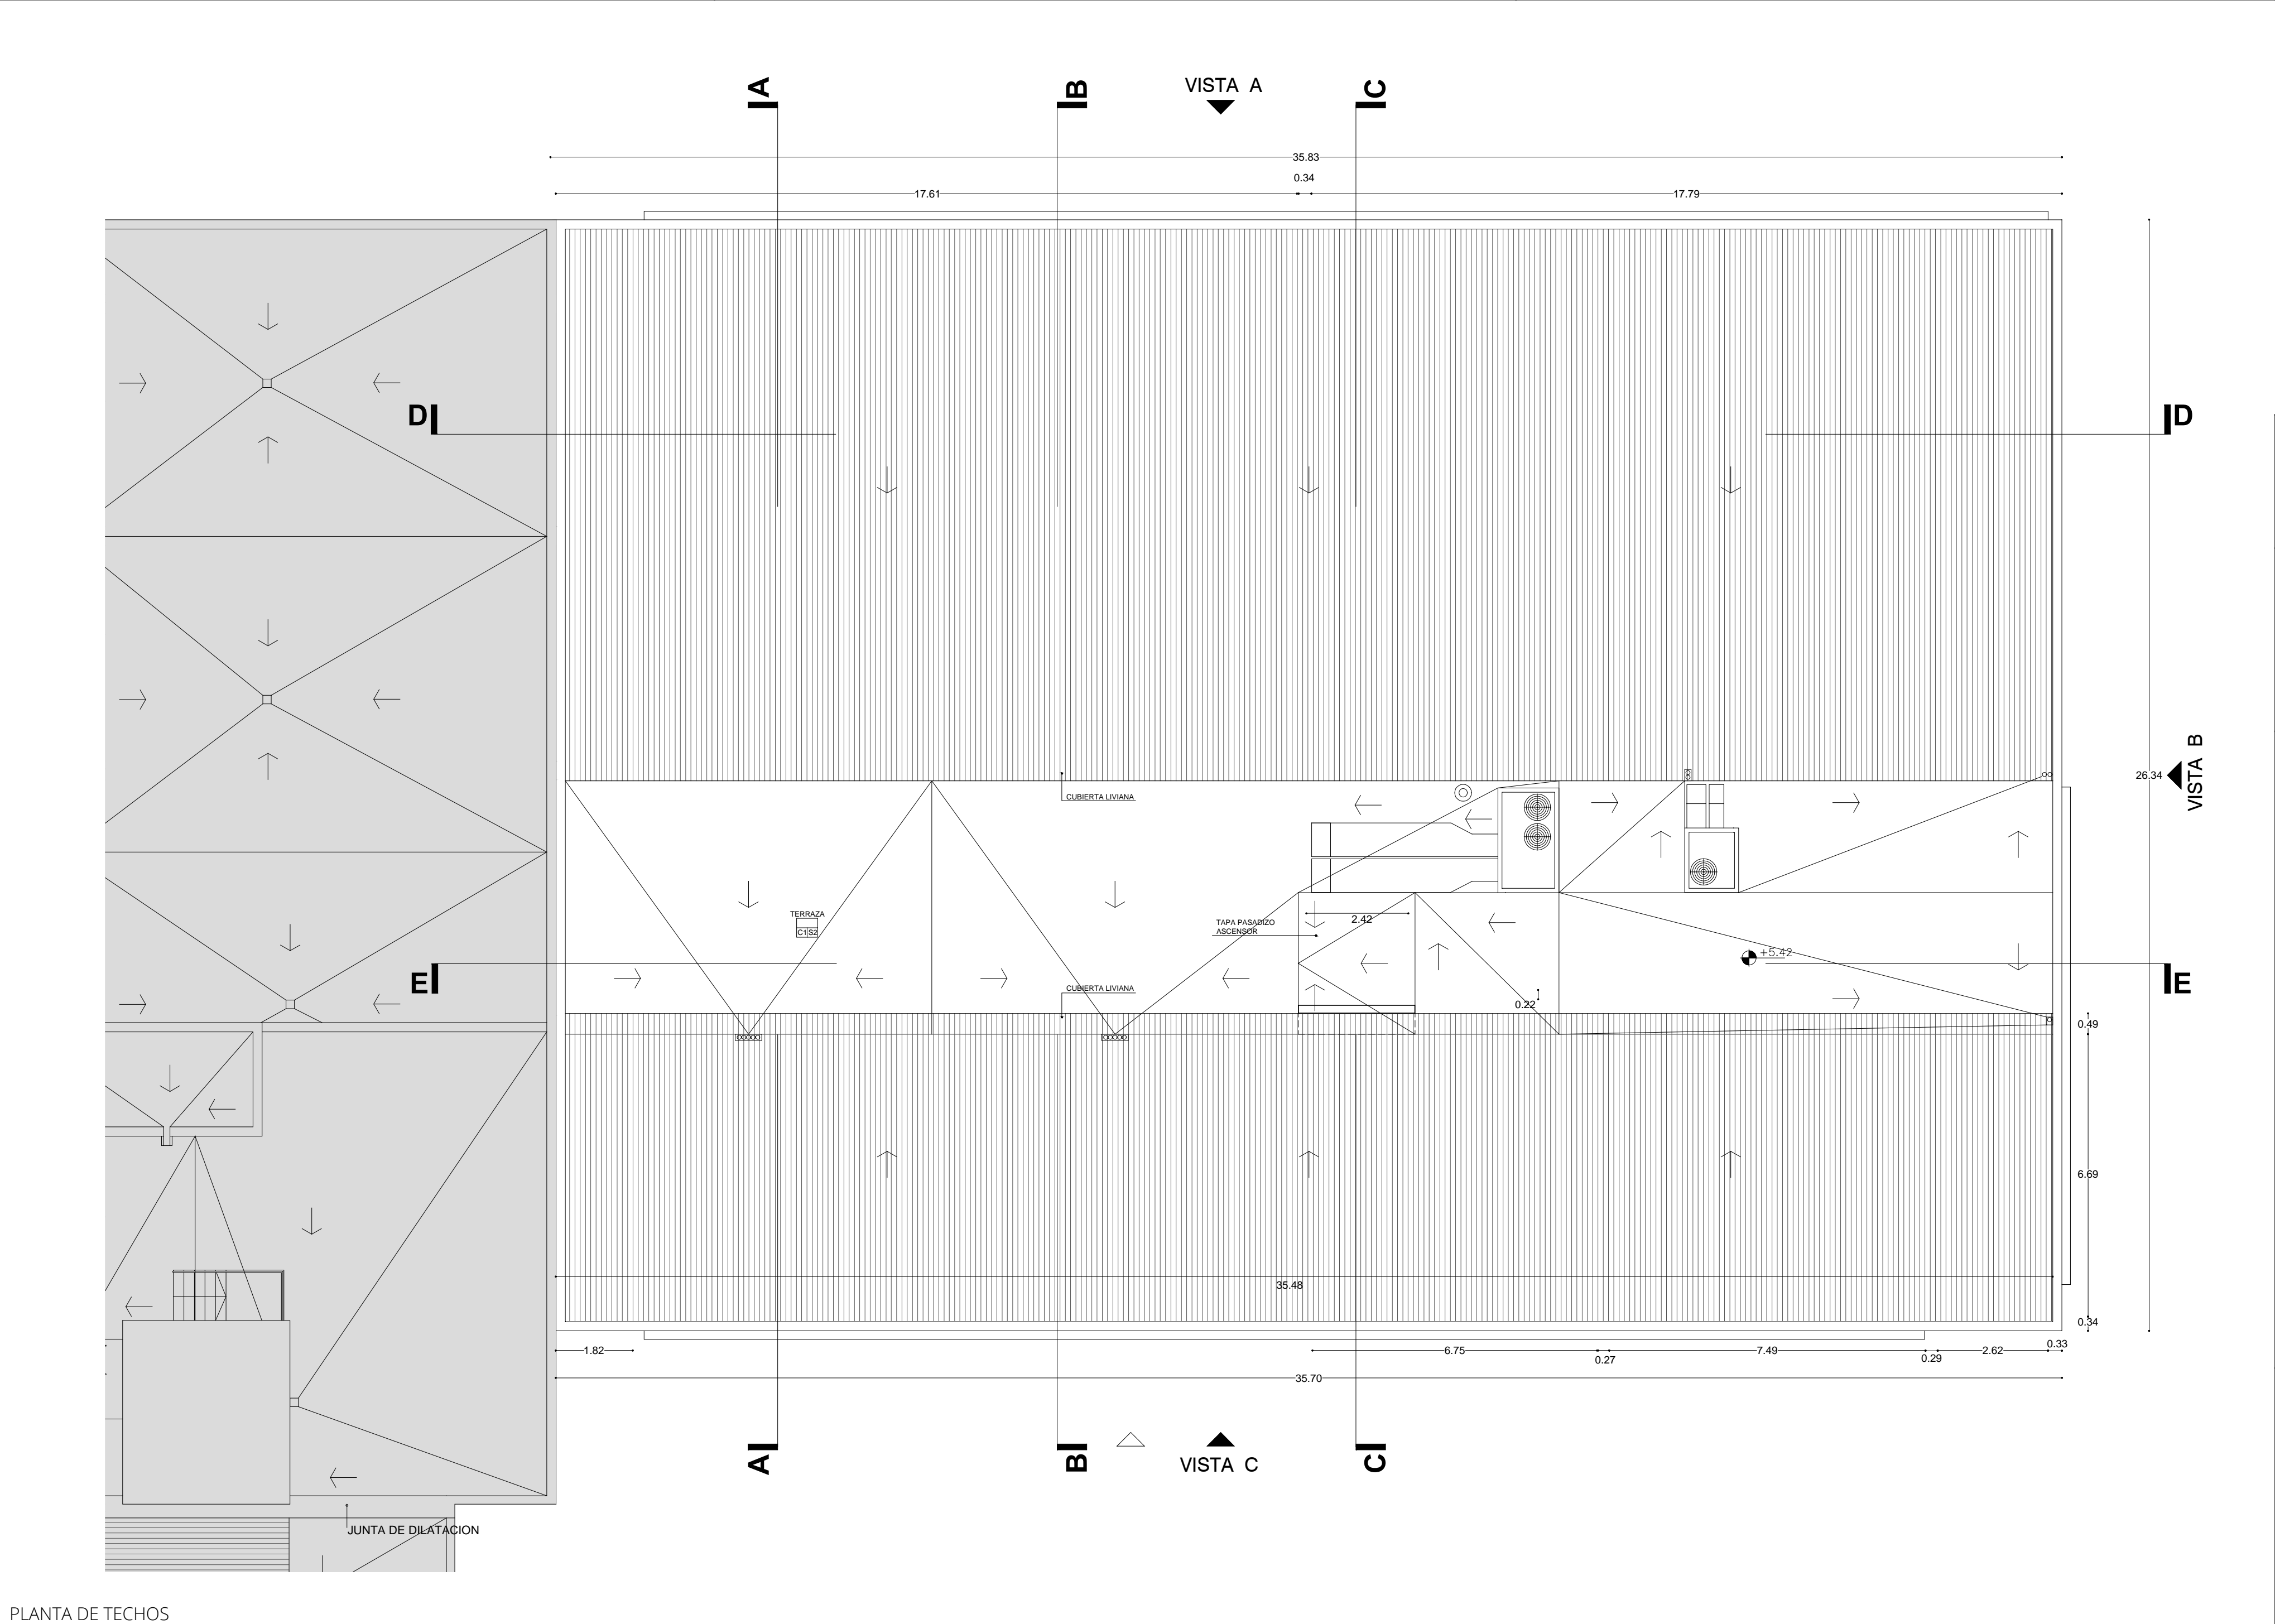 A
B
C
VISTA A
35.83
0.34
17.61
17.79
D
D
VISTA B
26.34
CUBIERTA LIVIANA
TERRAZA
C1 S2
TAPA PASADIZO
ASCENSOR
2.42
+5.42
E
E
CUBIERTA LIVIANA
0.22
0.49
6.69
35.48
0.34
0.33
1.82
6.75
0.27
7.49
0.29
2.62
35.70
A
B
C
VISTA C
JUNTA DE DILATACION
PLANTA DE TECHOS